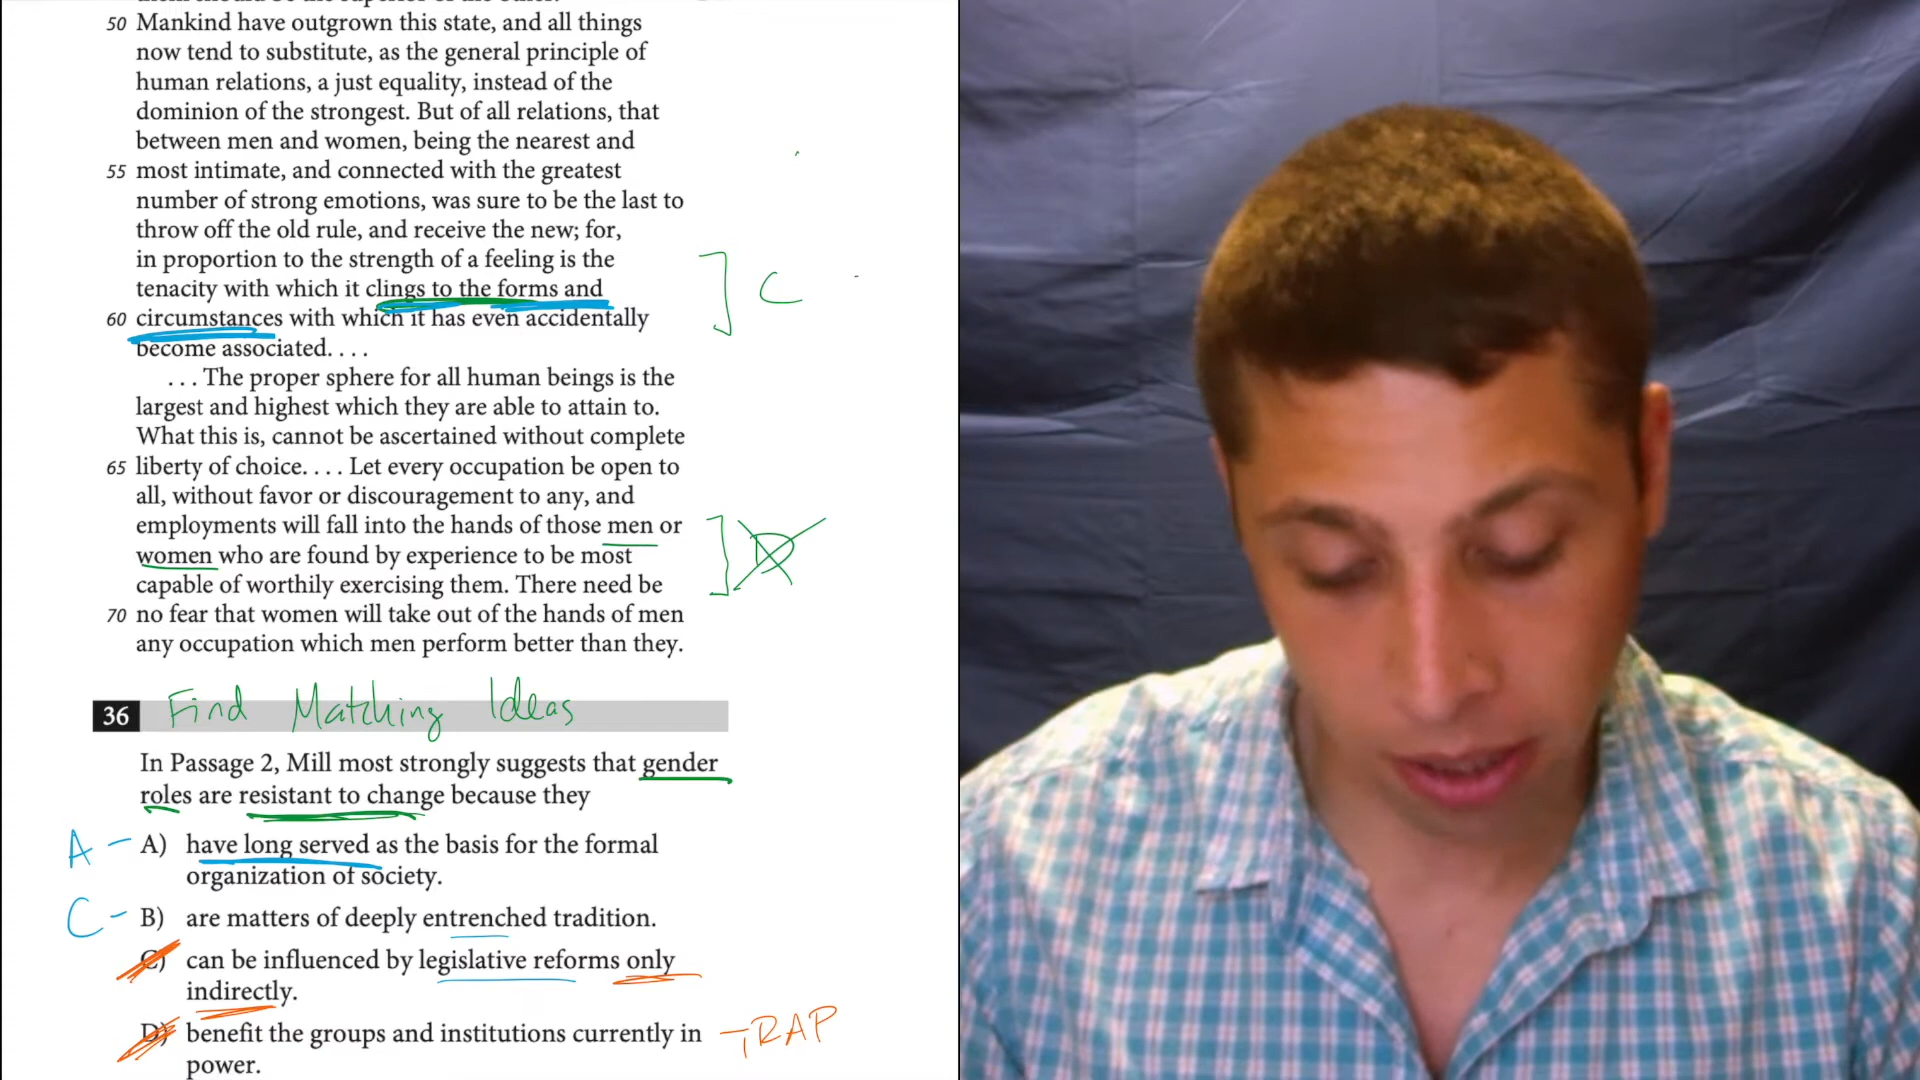 50 Mankind have outgrown this state, and all things
now tend to substitute, as the general principle of
human relations, a just equality, instead of the
dominion of the strongest. But of all relations, that
between men and women, being the nearest and
55 most intimate, and connected with the greatest
number of strong emotions, was sure to be the last to
throw off the old rule, and receive the new; for,
in proportion to the strength of a feeling is the
tenacity with which it clings to the forms and
C
60 circumstances with which it has even accidentally
become associated. . . .
. . . The proper sphere for all human beings is the
largest and highest which they are able to attain to.
What this is, cannot be ascertained without complete
65 liberty of choice. . . . Let every occupation be open to
all, without favor or discouragement to any, and
employments will fall into the hands of those men or
women who are found by experience to be most
D
capable of worthily exercising them. There need be
70 no fear that women will take out of the hands of men
any occupation which men perform better than they.
36 Find Matching Ideas
In Passage 2, Mill most strongly suggests that gender
roles are resistant to change because they
A – A) have long served as the basis for the formal
organization of society.
C – B) are matters of deeply entrenched tradition.
C) can be influenced by legislative reforms only
indirectly.
D) benefit the groups and institutions currently in TRAP
power.